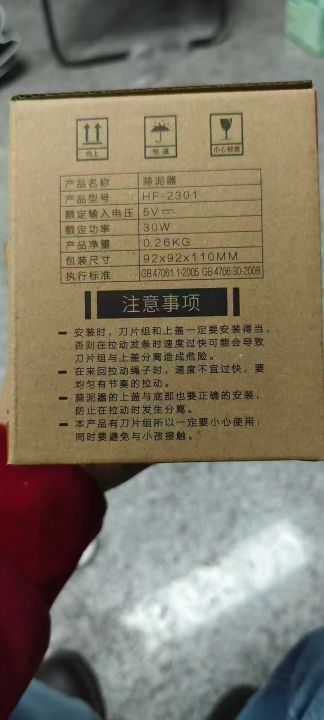 向上
怕湿
小心轻放
产品名称 蒜泥器
产品型号 HF-2301
额定输入电压 5V⎓
额定功率 30W
产品净量 0.26KG
包装尺寸 92x92x110MM
执行标准 GB47061.1-2005 GB4706.30-2008
注意事项
安装时，刀片组和上盖一定要安装得当，
否则在拉动发条时速度过快可能会导致
刀片组与上盖分离造成危险。
在来回拉动绳子时，速度不宜过快，要
均匀有节奏的拉动。
蒜泥器的上盖与底部也要正确的安装，
防止在拉动时发生分离。
本产品有刀片组所以一定要小心使用，
同时要避免与小孩接触。